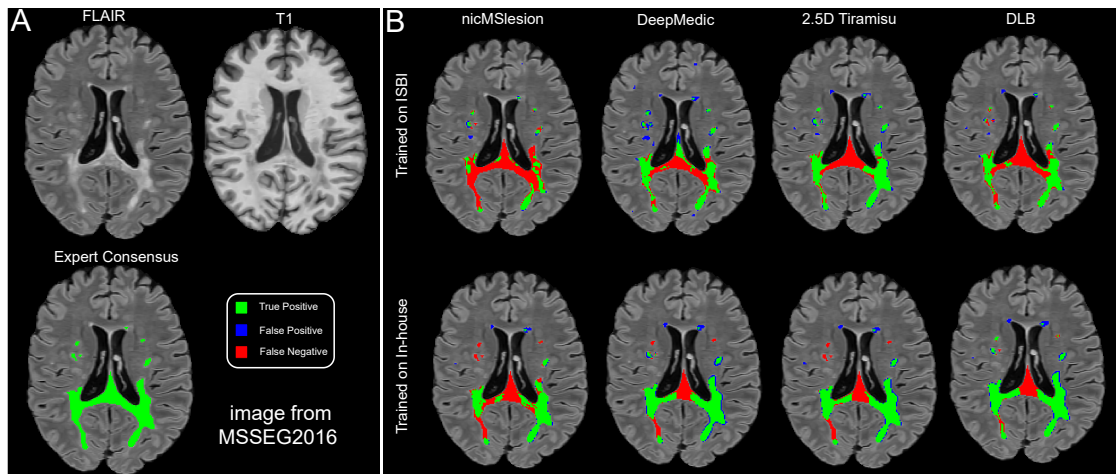 A
FLAIR
T1
Expert Consensus
True Positive
False Positive
False Negative
image from
MSSEG2016
B
nicMSlesion
DeepMedic
2.5D Tiramisu
DLB
Trained on ISBI
Trained on In-house